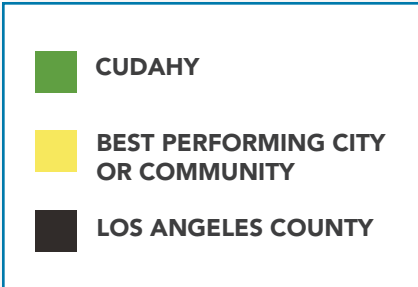 CUDAHY
BEST PERFORMING CITY
OR COMMUNITY
LOS ANGELES COUNTY